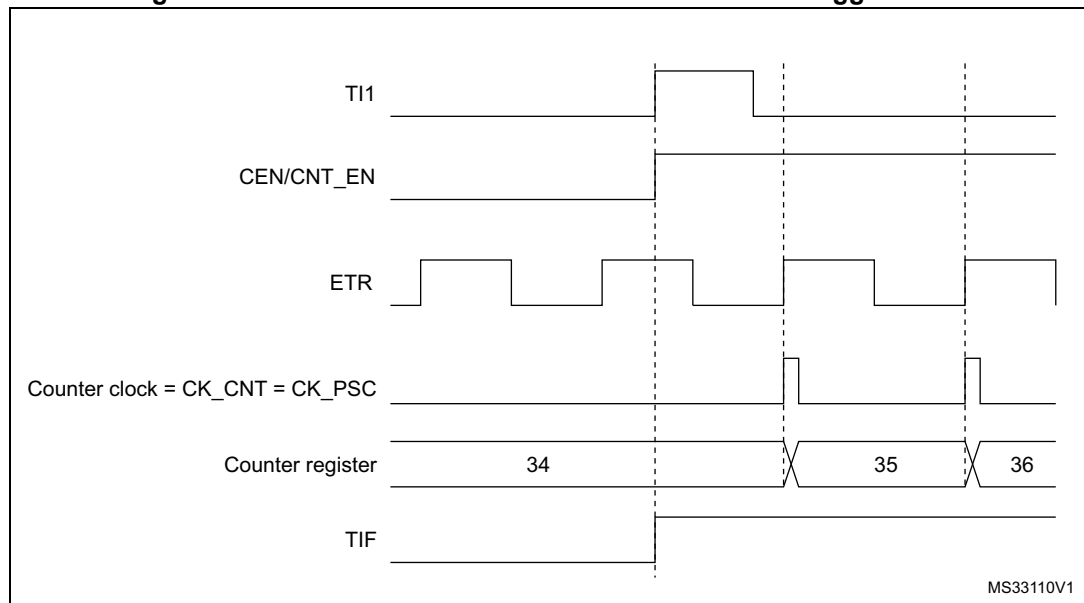 TI1
CEN/CNT_EN
ETR
Counter clock = CK_CNT = CK_PSC
Counter register 34 35 36
TIF
MS33110V1